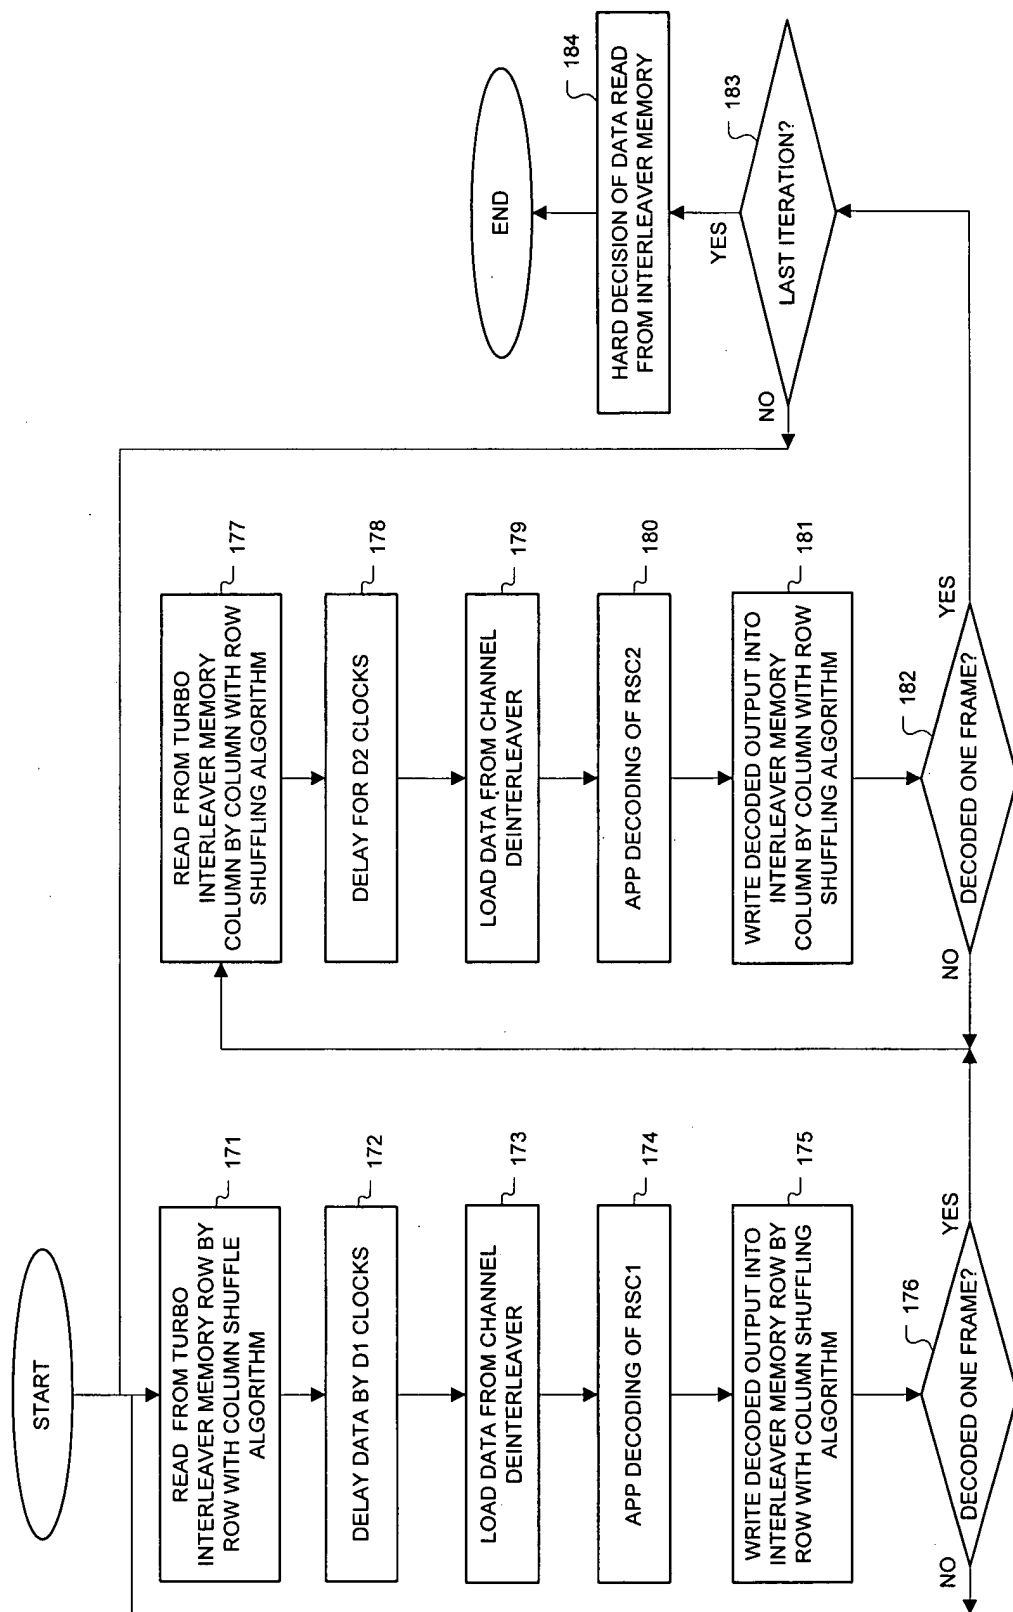 START
READ FROM TURBO
INTERLEAVER MEMORY ROW BY
ROW WITH COLUMN SHUFFLE
ALGORITHM
171
DELAY DATA BY D1 CLOCKS
172
LOAD DATA FROM CHANNEL
DEINTERLEAVER
173
APP DECODING OF RSC1
174
WRITE DECODED OUTPUT INTO
INTERLEAVER MEMORY ROW BY
ROW WITH COLUMN SHUFFLING
ALGORITHM
175
DECODED ONE FRAME?
176
NO
YES
READ FROM TURBO
INTERLEAVER MEMORY
COLUMN BY COLUMN WITH ROW
SHUFFLING ALGORITHM
177
DELAY FOR D2 CLOCKS
178
LOAD DATA FROM CHANNEL
DEINTERLEAVER
179
APP DECODING OF RSC2
180
WRITE DECODED OUTPUT INTO
INTERLEAVER MEMORY
COLUMN BY COLUMN WITH ROW
SHUFFLING ALGORITHM
181
DECODED ONE FRAME?
182
NO
YES
LAST ITERATION?
183
NO
YES
HARD DECISION OF DATA READ
FROM INTERLEAVER MEMORY
184
END